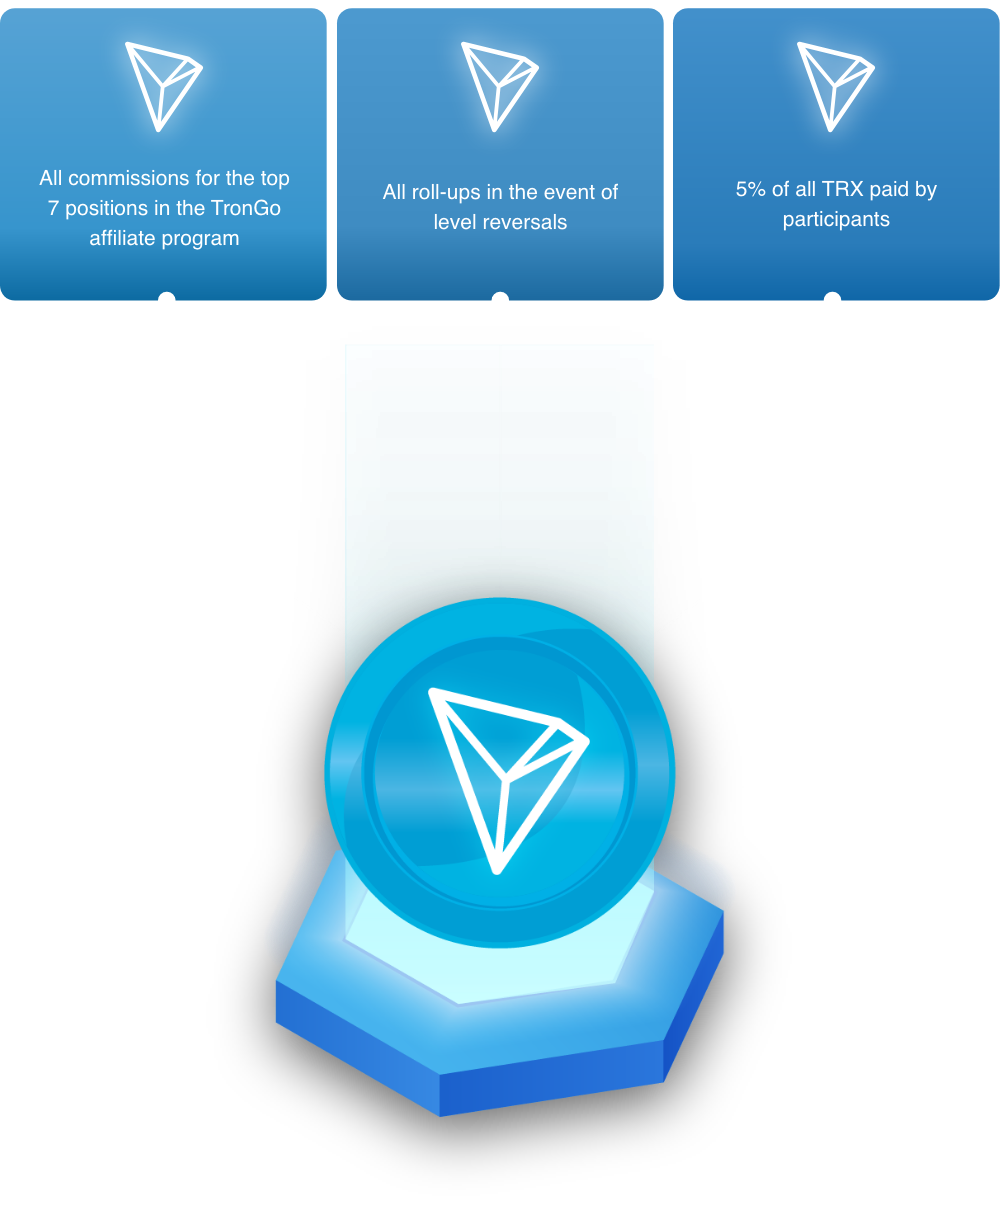 All commissions for the top
7 positions in the TronGo
affiliate program
All roll-ups in the event of
level reversals
5% of all TRX paid by
participants